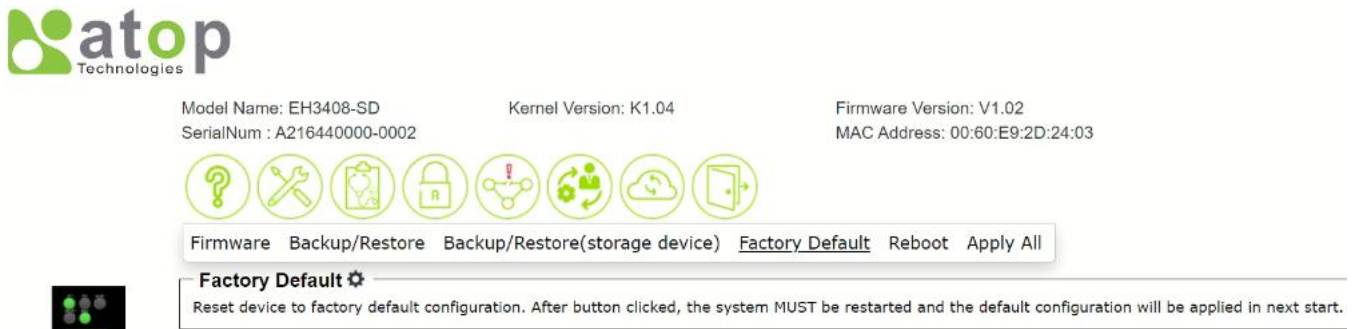 atop
Technologies
Model Name: EH3408-SD Kernel Version: K1.04 Firmware Version: V1.02
SerialNum : A216440000-0002 MAC Address: 00:60:E9:2D:24:03
Firmware Backup/Restore Backup/Restore(storage device) Factory Default Reboot Apply All
Factory Default
Reset device to factory default configuration. After button clicked, the system MUST be restarted and the default configuration will be applied in next start.